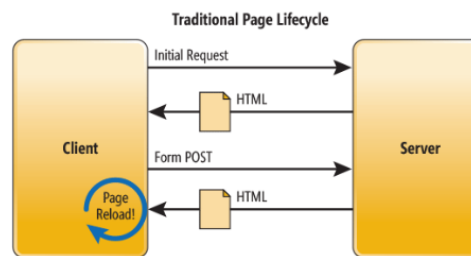 Traditional Page Lifecycle
Initial Request
HTML
Client
Server
Form POST
Page
Reload!
HTML